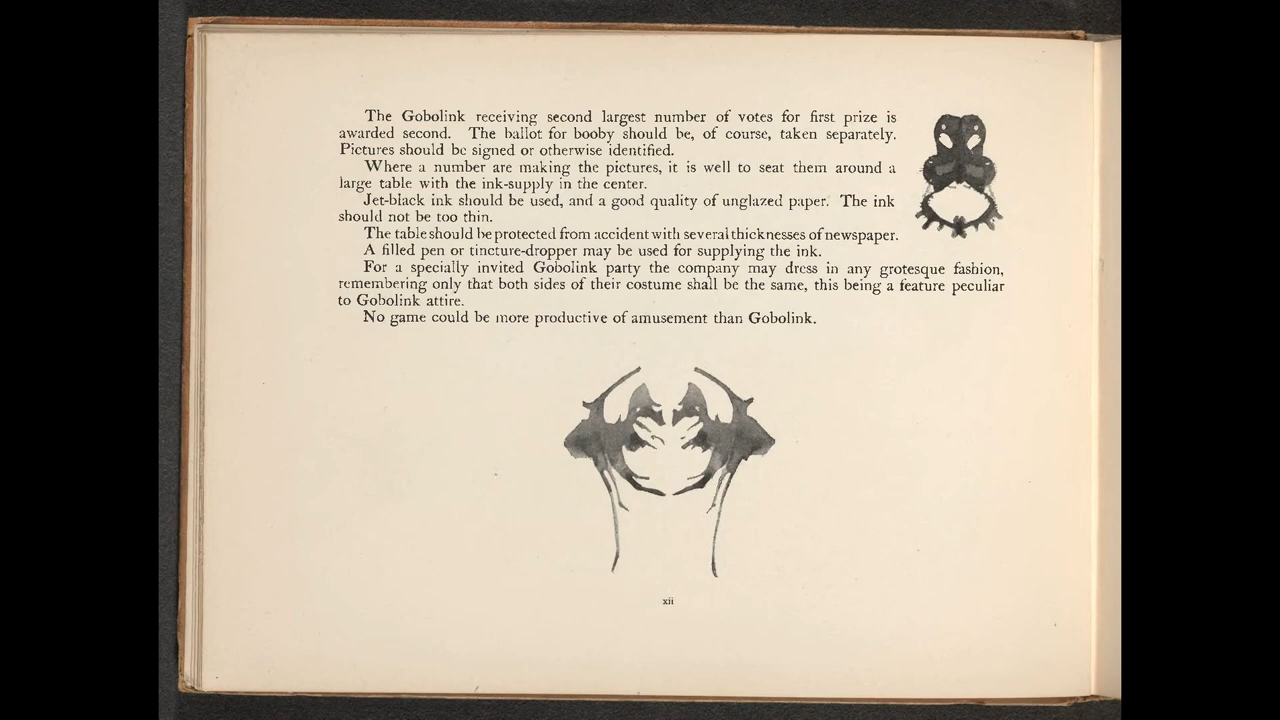 The Gobolink receiving second largest number of votes for first prize is
awarded second. The ballot for booby should be, of course, taken separately.
Pictures should be signed or otherwise identified.
Where a number are making the pictures, it is well to seat them around a
large table with the ink-supply in the center.
Jet-black ink should be used, and a good quality of unglazed paper. The ink
should not be too thin.
The table should be protected from accident with several thicknesses of newspaper.
A filled pen or tincture-dropper may be used for supplying the ink.
For a specially invited Gobolink party the company may dress in any grotesque fashion,
remembering only that both sides of their costume shall be the same, this being a feature peculiar
to Gobolink attire.
No game could be more productive of amusement than Gobolink.
xii